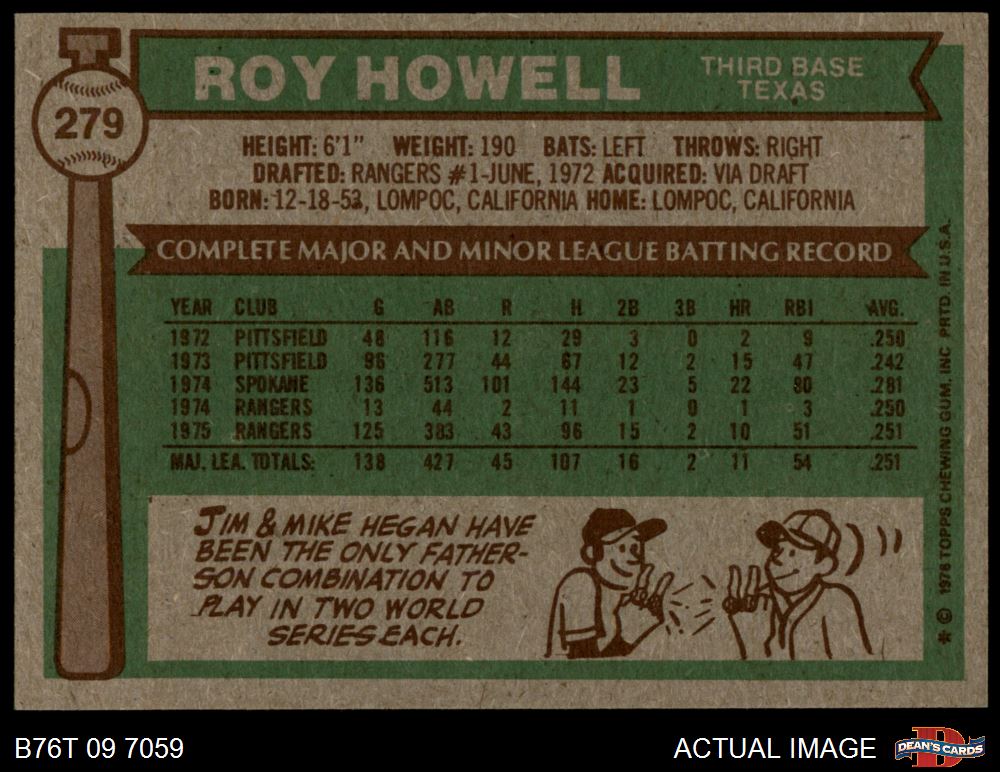 T
279
ROY HOWELL
THIRD BASE
TEXAS
HEIGHT: 6'1" WEIGHT: 190 BATS: LEFT THROWS: RIGHT
DRAFTED: RANGERS #1-JUNE, 1972 ACQUIRED: VIA DRAFT
BORN: 12-18-53, LOMPOC, CALIFORNIA HOME: LOMPOC, CALIFORNIA
COMPLETE MAJOR AND MINOR LEAGUE BATTING RECORD
YEAR CLUB G AB R H 2B 3B HR RBI AVG.
1972 PITTSFIELD 48 116 12 29 3 0 2 9 .250
1973 PITTSFIELD 96 277 44 67 12 2 15 47 .242
1974 SPOKANE 136 513 101 144 23 5 22 80 .281
1974 RANGERS 13 44 2 11 1 0 1 3 .250
1975 RANGERS 125 383 43 96 15 2 10 51 .251
MAJ. LEA. TOTALS: 138 427 45 107 16 2 11 54 .251
JIM & MIKE HEGAN HAVE
BEEN THE ONLY FATHER-
SON COMBINATION TO
PLAY IN TWO WORLD
SERIES EACH.
* © 1976 TOPPS CHEWING GUM, INC PRTD. IN U.S.A.
B76T 09 7059
ACTUAL IMAGE
D
DEAN'S CARDS